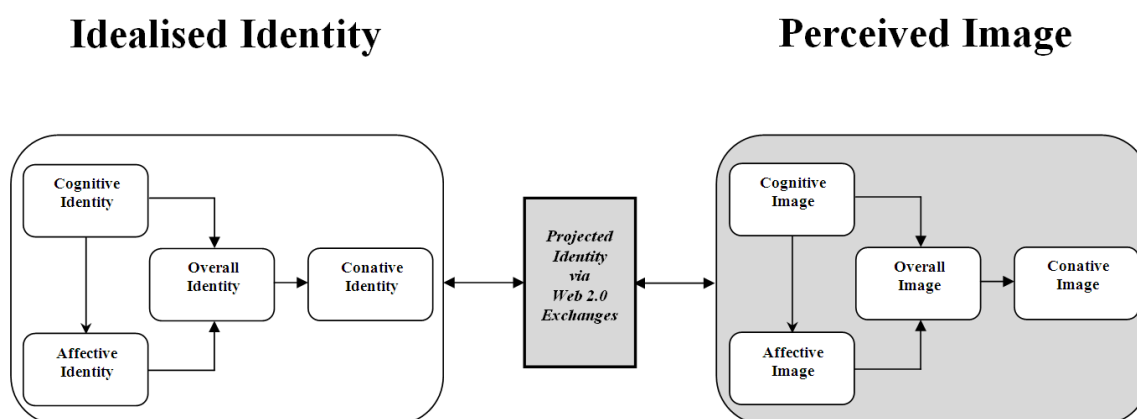 Idealised Identity
Perceived Image
Cognitive
Identity
Overall
Identity
Conative
Identity
Affective
Identity
Projected
Identity
via
Web 2.0
Exchanges
Cognitive
Image
Overall
Image
Conative
Image
Affective
Image